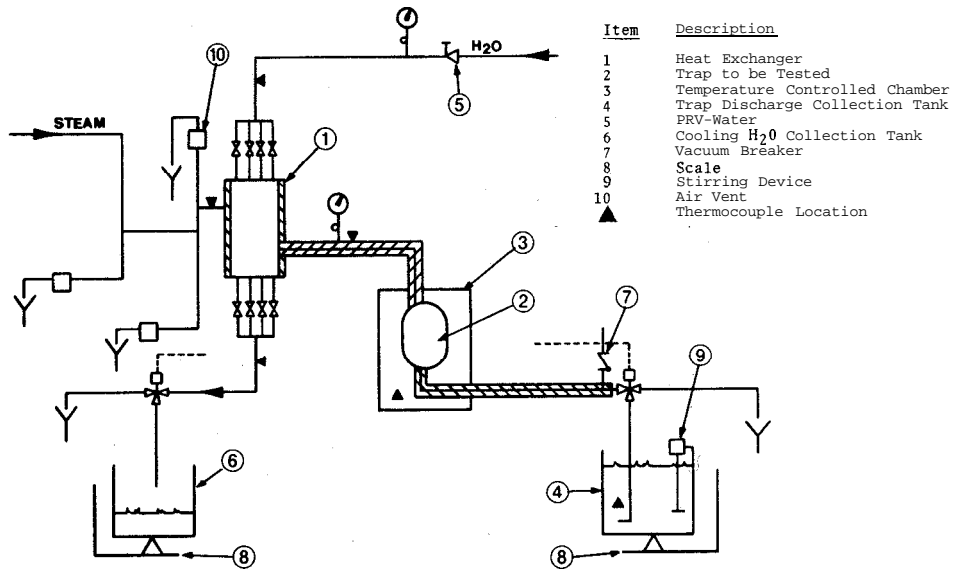 H2O
STEAM
10
5
1
3
2
7
9
6
4
8
8
Item Description
1 Heat Exchanger
2 Trap to be Tested
3 Temperature Controlled Chamber
4 Trap Discharge Collection Tank
5 PRV-Water
6 Cooling H2O Collection Tank
7 Vacuum Breaker
8 Scale
9 Stirring Device
10 Air Vent
▲ Thermocouple Location